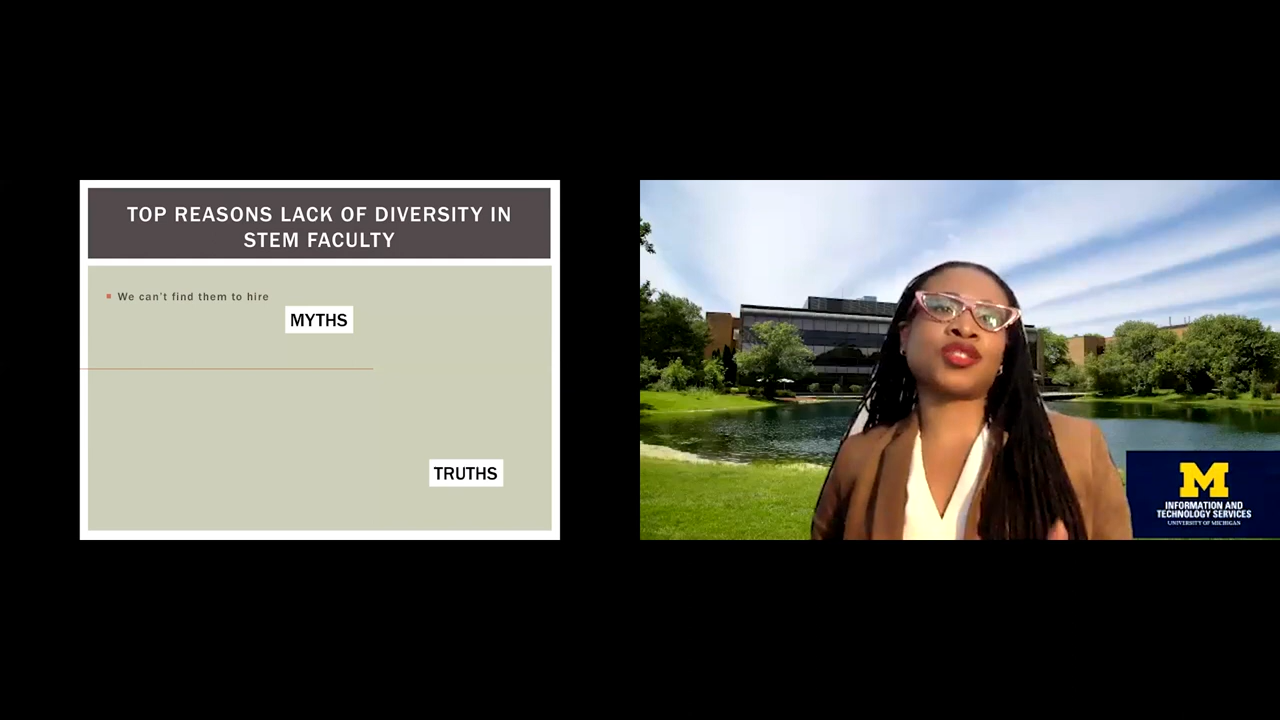 TOP REASONS LACK OF DIVERSITY IN
STEM FACULTY
We can't find them to hire
MYTHS
TRUTHS
M
INFORMATION AND
TECHNOLOGY SERVICES
UNIVERSITY OF MICHIGAN